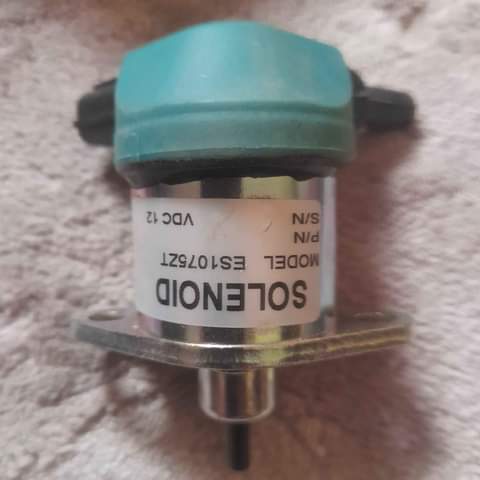 SOLENOID
MODEL ES1075ZT
P/N
S/N VDC 12